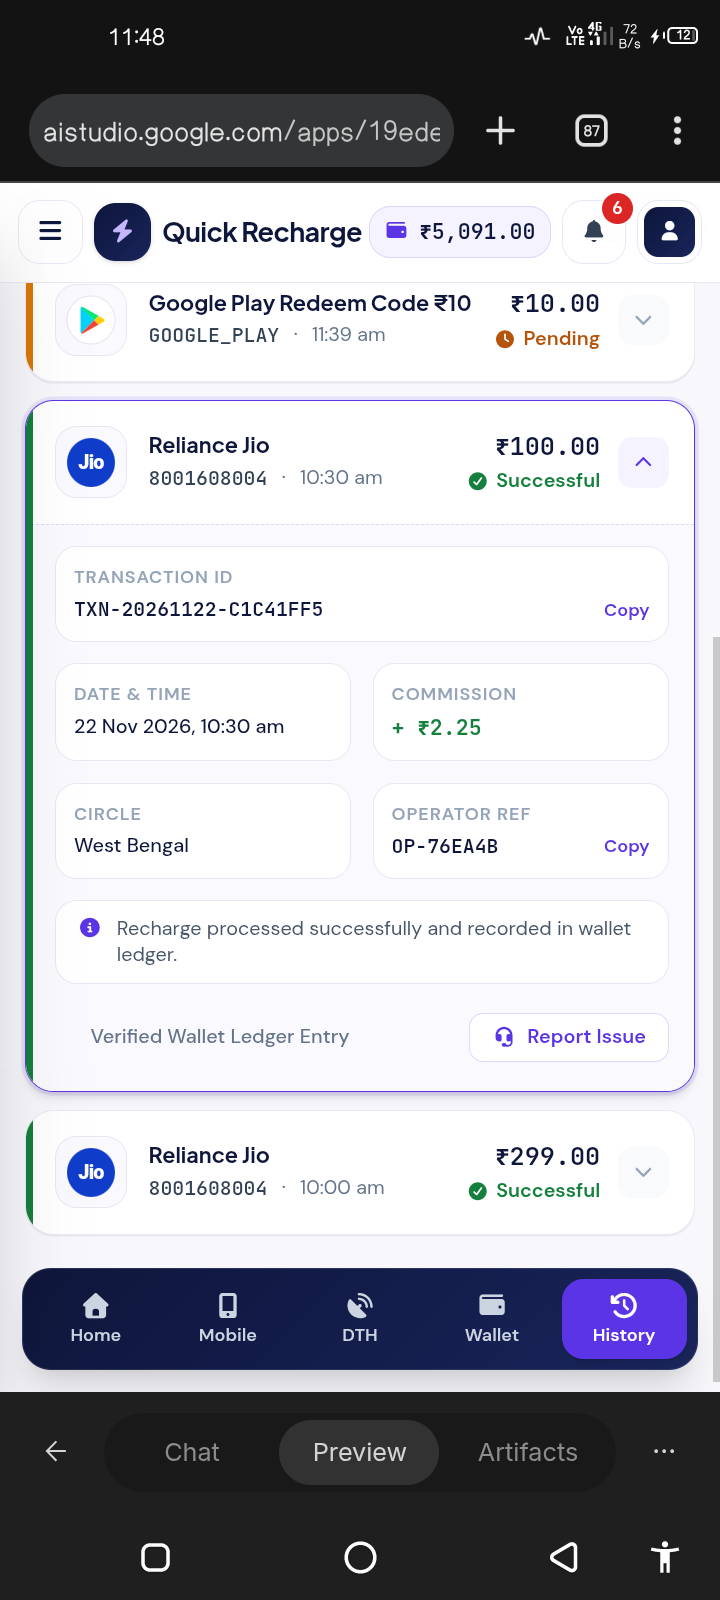 11:48
Vo LTE 4G 72 B/s 12
aistudio.google.com/apps/19ede
87
Quick Recharge
₹5,091.00
6
Google Play Redeem Code ₹10
₹10.00
GOOGLE_PLAY · 11:39 am
Pending
Jio
Reliance Jio
₹100.00
8001608004 · 10:30 am
Successful
TRANSACTION ID
TXN-20261122-C1C41FF5
Copy
DATE & TIME
22 Nov 2026, 10:30 am
COMMISSION
+ ₹2.25
CIRCLE
West Bengal
OPERATOR REF
OP-76EA4B
Copy
Recharge processed successfully and recorded in wallet
ledger.
Verified Wallet Ledger Entry
Report Issue
Jio
Reliance Jio
₹299.00
8001608004 · 10:00 am
Successful
Home
Mobile
DTH
Wallet
History
Chat
Preview
Artifacts